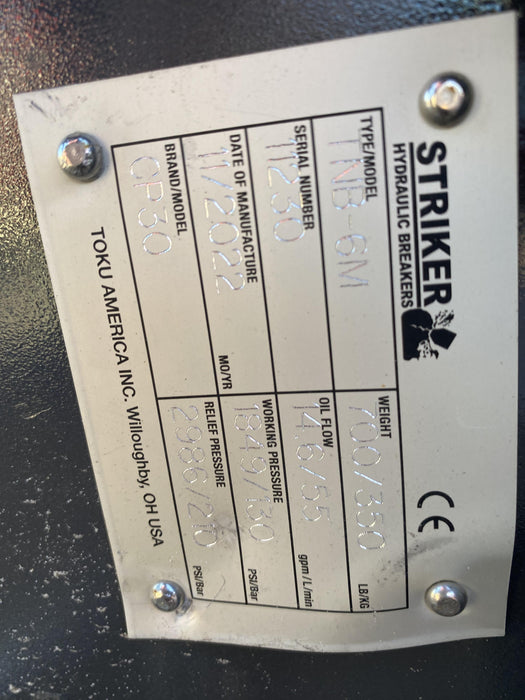 STRIKER
HYDRAULIC BREAKERS
CE
TYPE/MODEL
TNB-6M
WEIGHT
700/350
LB/KG
SERIAL NUMBER
11230
OIL FLOW
14.6/55
gpm/L/min
DATE OF MANUFACTURE
11/2022
MO/YR
WORKING PRESSURE
1849/130
PSI/Bar
BRAND/MODEL
CP30
RELIEF PRESSURE
2986/210
PSI/Bar
TOKU AMERICA INC. Willoughby, OH USA